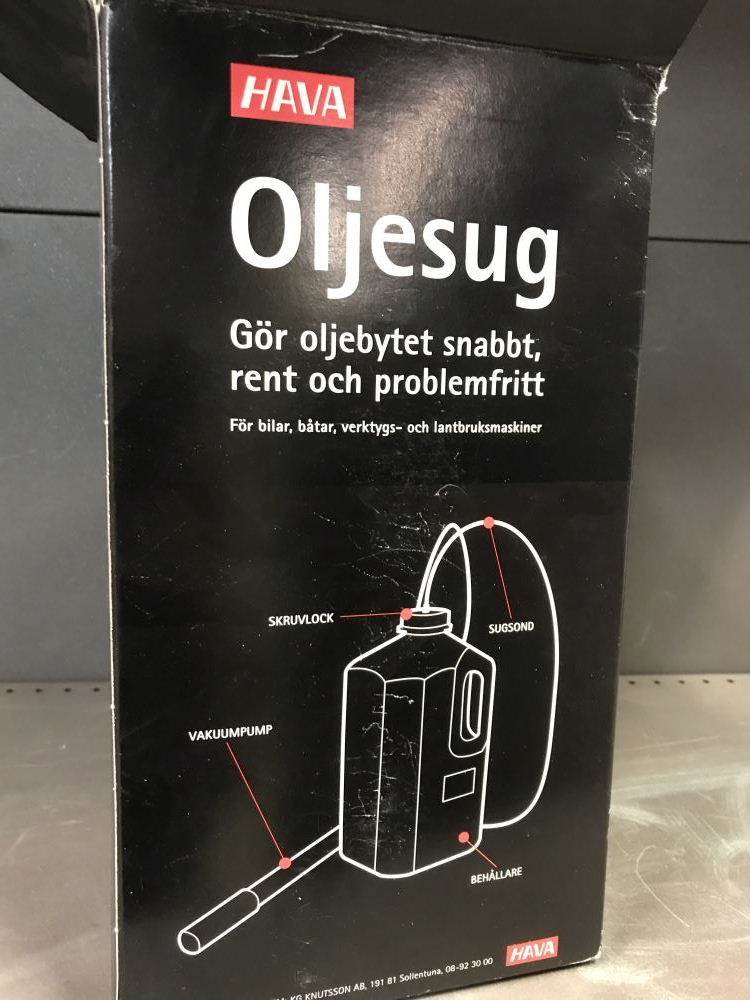 HAVA
Oljesug
Gör oljebytet snabbt,
rent och problemfritt
För bilar, båtar, verktygs- och lantbruksmaskiner
SKRUVLOCK
SUGSOND
VAKUUMPUMP
BEHÅLLARE
KG KNUTSSON AB, 191 81 Sollentuna, 08-92 30 00
HAVA